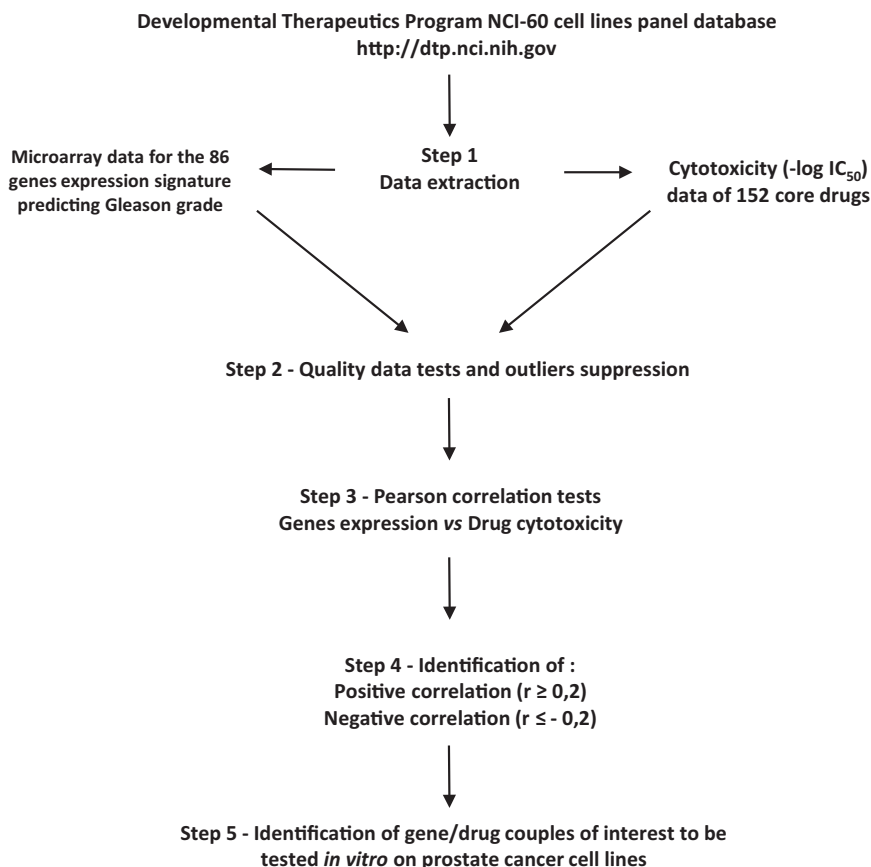 Developmental Therapeutics Program NCI-60 cell lines panel database
http://dtp.nci.nih.gov
Step 1
Data extraction
Microarray data for the 86
genes expression signature
predicting Gleason grade
Cytotoxicity (-log IC50)
data of 152 core drugs
Step 2 - Quality data tests and outliers suppression
Step 3 - Pearson correlation tests
Genes expression vs Drug cytotoxicity
Step 4 - Identification of :
Positive correlation (r ≥ 0,2)
Negative correlation (r ≤ - 0,2)
Step 5 - Identification of gene/drug couples of interest to be
tested in vitro on prostate cancer cell lines